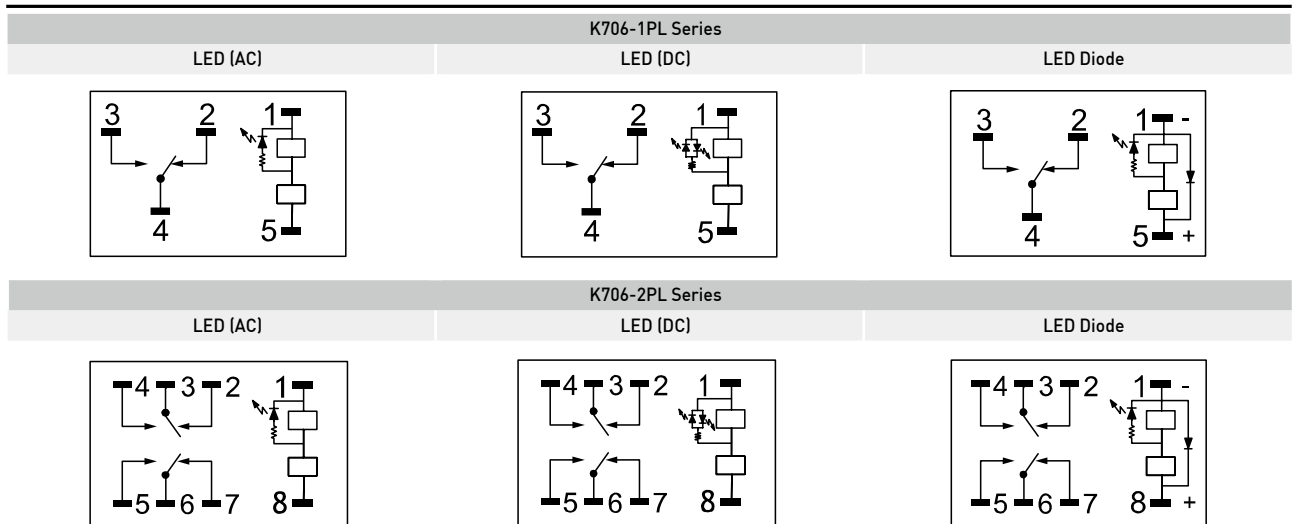 K706-1PL Series
LED (AC) LED (DC) LED Diode
3 2 1 3 2 1 3 2 1 -
4 5 4 5 4 5 +
K706-2PL Series
LED (AC) LED (DC) LED Diode
4 3 2 1 4 3 2 1 4 3 2 1 -
5 6 7 8 5 6 7 8 5 6 7 8 +